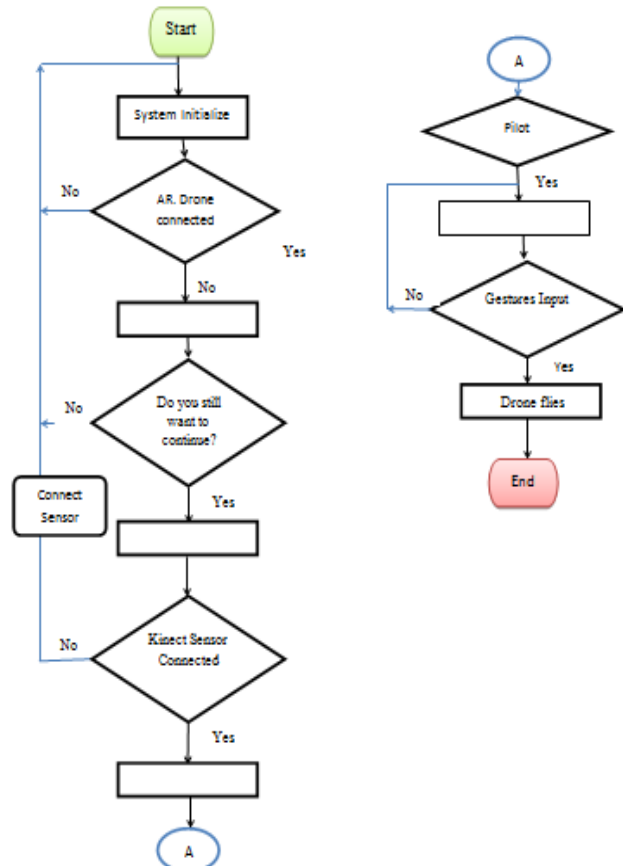 Start
System Initialize
No
AR. Drone
connected
Yes
No
Do you still
want to
continue?
No
Connect
Sensor
Yes
Kinect Sensor
Connected
No
Yes
A
A
Pilot
Yes
Gestures Input
No
Yes
Drone flies
End